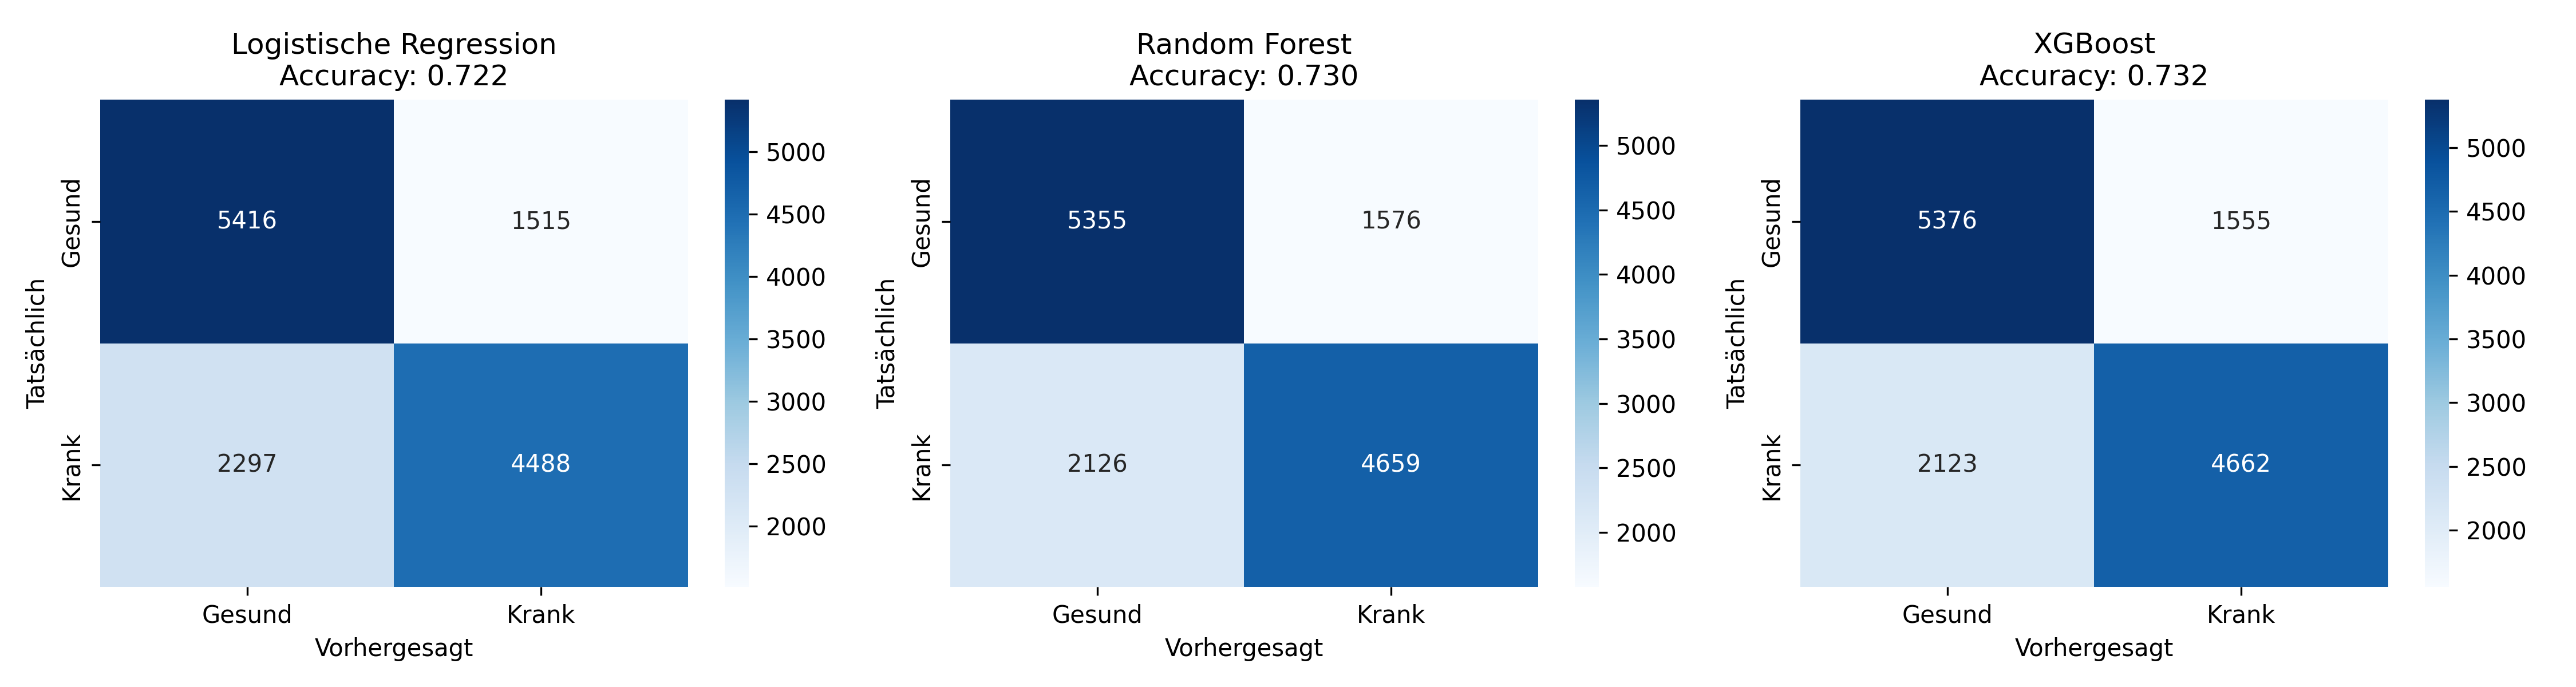 Logistische Regression
Accuracy: 0.722
Tatsächlich
Gesund
Krank
5416
1515
2297
4488
Gesund
Krank
Vorhergesagt
5000
4500
4000
3500
3000
2500
2000
Random Forest
Accuracy: 0.730
Tatsächlich
Gesund
Krank
5355
1576
2126
4659
Gesund
Krank
Vorhergesagt
5000
4500
4000
3500
3000
2500
2000
XGBoost
Accuracy: 0.732
Tatsächlich
Gesund
Krank
5376
1555
2123
4662
Gesund
Krank
Vorhergesagt
5000
4500
4000
3500
3000
2500
2000